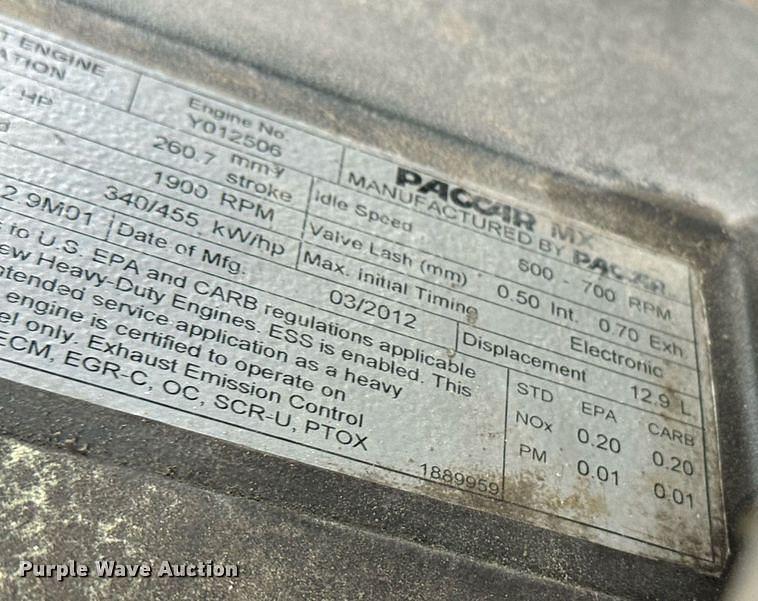 T ENGINE
ATION
HP
Engine No
Y012506
PACCAR MX
MANUFACTURED BY PACCAR
260.7 mm³/
stroke
Idle Speed 600 - 700 RPM
1900 RPM
Valve Lash (mm) 0.50 Int. 0.70 Exh
340/455 kW/hp
Max. Initial Timing Electronic
2.9M01 Date of Mfg. 03/2012
Displacement 12.9 L
to U.S. EPA and CARB regulations applicable
ew Heavy-Duty Engines. ESS is enabled. This
ntended service application as a heavy
engine is certified to operate on
el only. Exhaust Emission Control
ECM, EGR-C, OC, SCR-U, PTOX
1889959
STD EPA CARB
NOx 0.20 0.20
PM 0.01 0.01
Purple Wave Auction